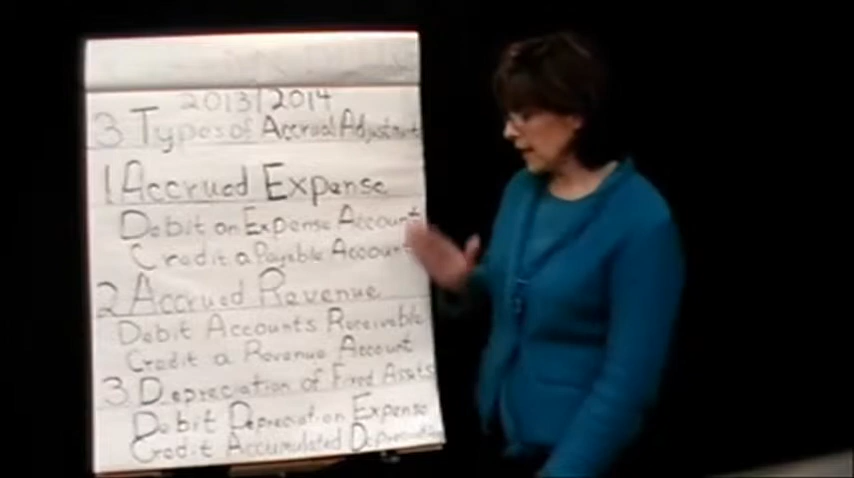 2013/2014
3 Types of Accrual Adjustments
1 Accrued Expense
Debit an Expense Account
Credit a Payable Account
2 Accrued Revenue
Debit Accounts Receivable
Credit a Revenue Account
3 Depreciation of Fixed Assets
Debit Depreciation Expense
Credit Accumulated Depreciation